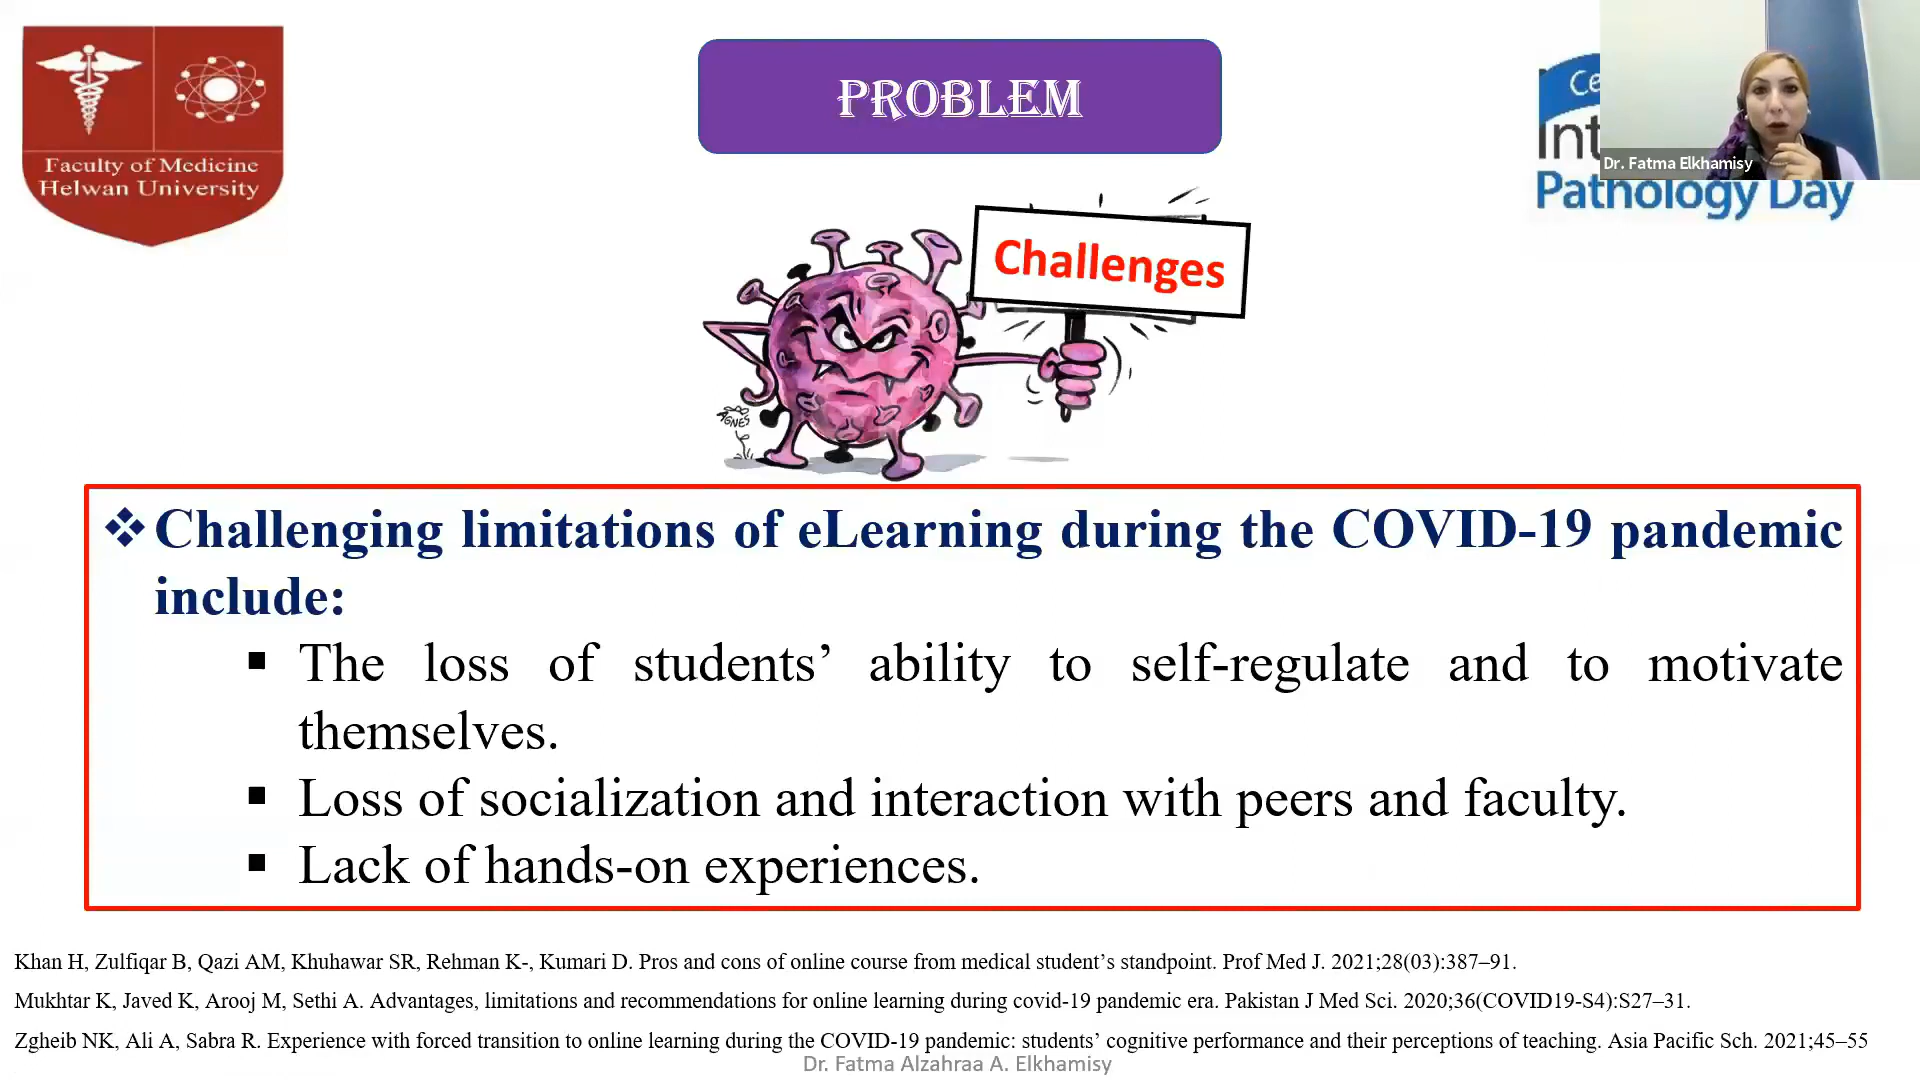 Faculty of Medicine
Helwan University
PROBLEM
Ce
Int
Pathology Day
Dr. Fatma Elkhamisy
Challenges
AGNES
❖Challenging limitations of eLearning during the COVID-19 pandemic
include:
▪ The loss of students’ ability to self-regulate and to motivate
themselves.
▪ Loss of socialization and interaction with peers and faculty.
▪ Lack of hands-on experiences.
Khan H, Zulfiqar B, Qazi AM, Khuhawar SR, Rehman K-, Kumari D. Pros and cons of online course from medical student’s standpoint. Prof Med J. 2021;28(03):387–91.
Mukhtar K, Javed K, Arooj M, Sethi A. Advantages, limitations and recommendations for online learning during covid-19 pandemic era. Pakistan J Med Sci. 2020;36(COVID19-S4):S27–31.
Zgheib NK, Ali A, Sabra R. Experience with forced transition to online learning during the COVID-19 pandemic: students’ cognitive performance and their perceptions of teaching. Asia Pacific Sch. 2021;45–55
Dr. Fatma Alzahraa A. Elkhamisy